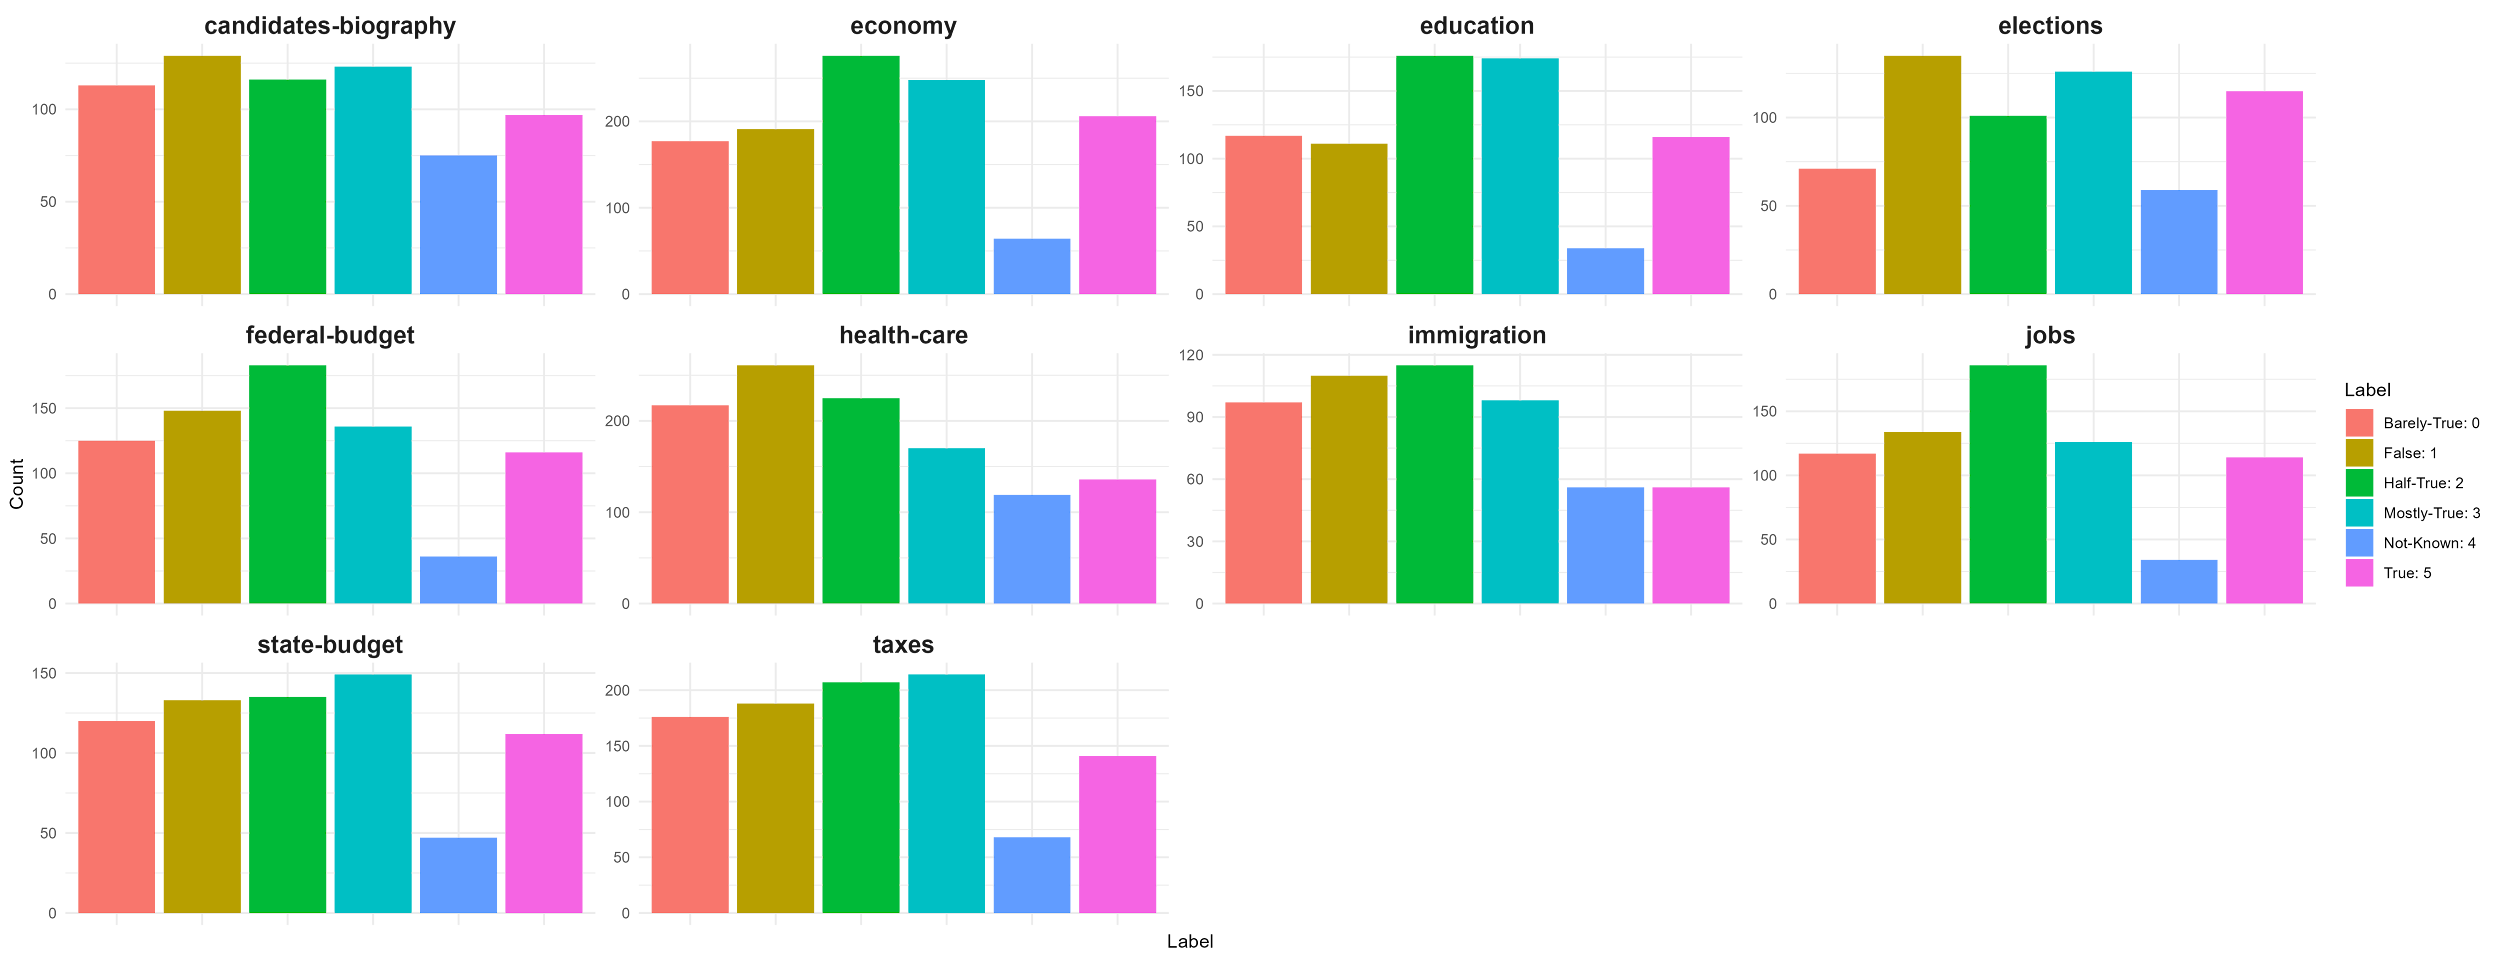 candidates-biography
economy
education
elections
100
50
0
200
100
0
150
100
50
0
100
50
0
federal-budget
health-care
immigration
jobs
150
100
50
0
200
100
0
120
90
60
30
0
150
100
50
0
state-budget
taxes
150
100
50
0
200
150
100
50
0
Count
Label
Label
Barely-True: 0
False: 1
Half-True: 2
Mostly-True: 3
Not-Known: 4
True: 5